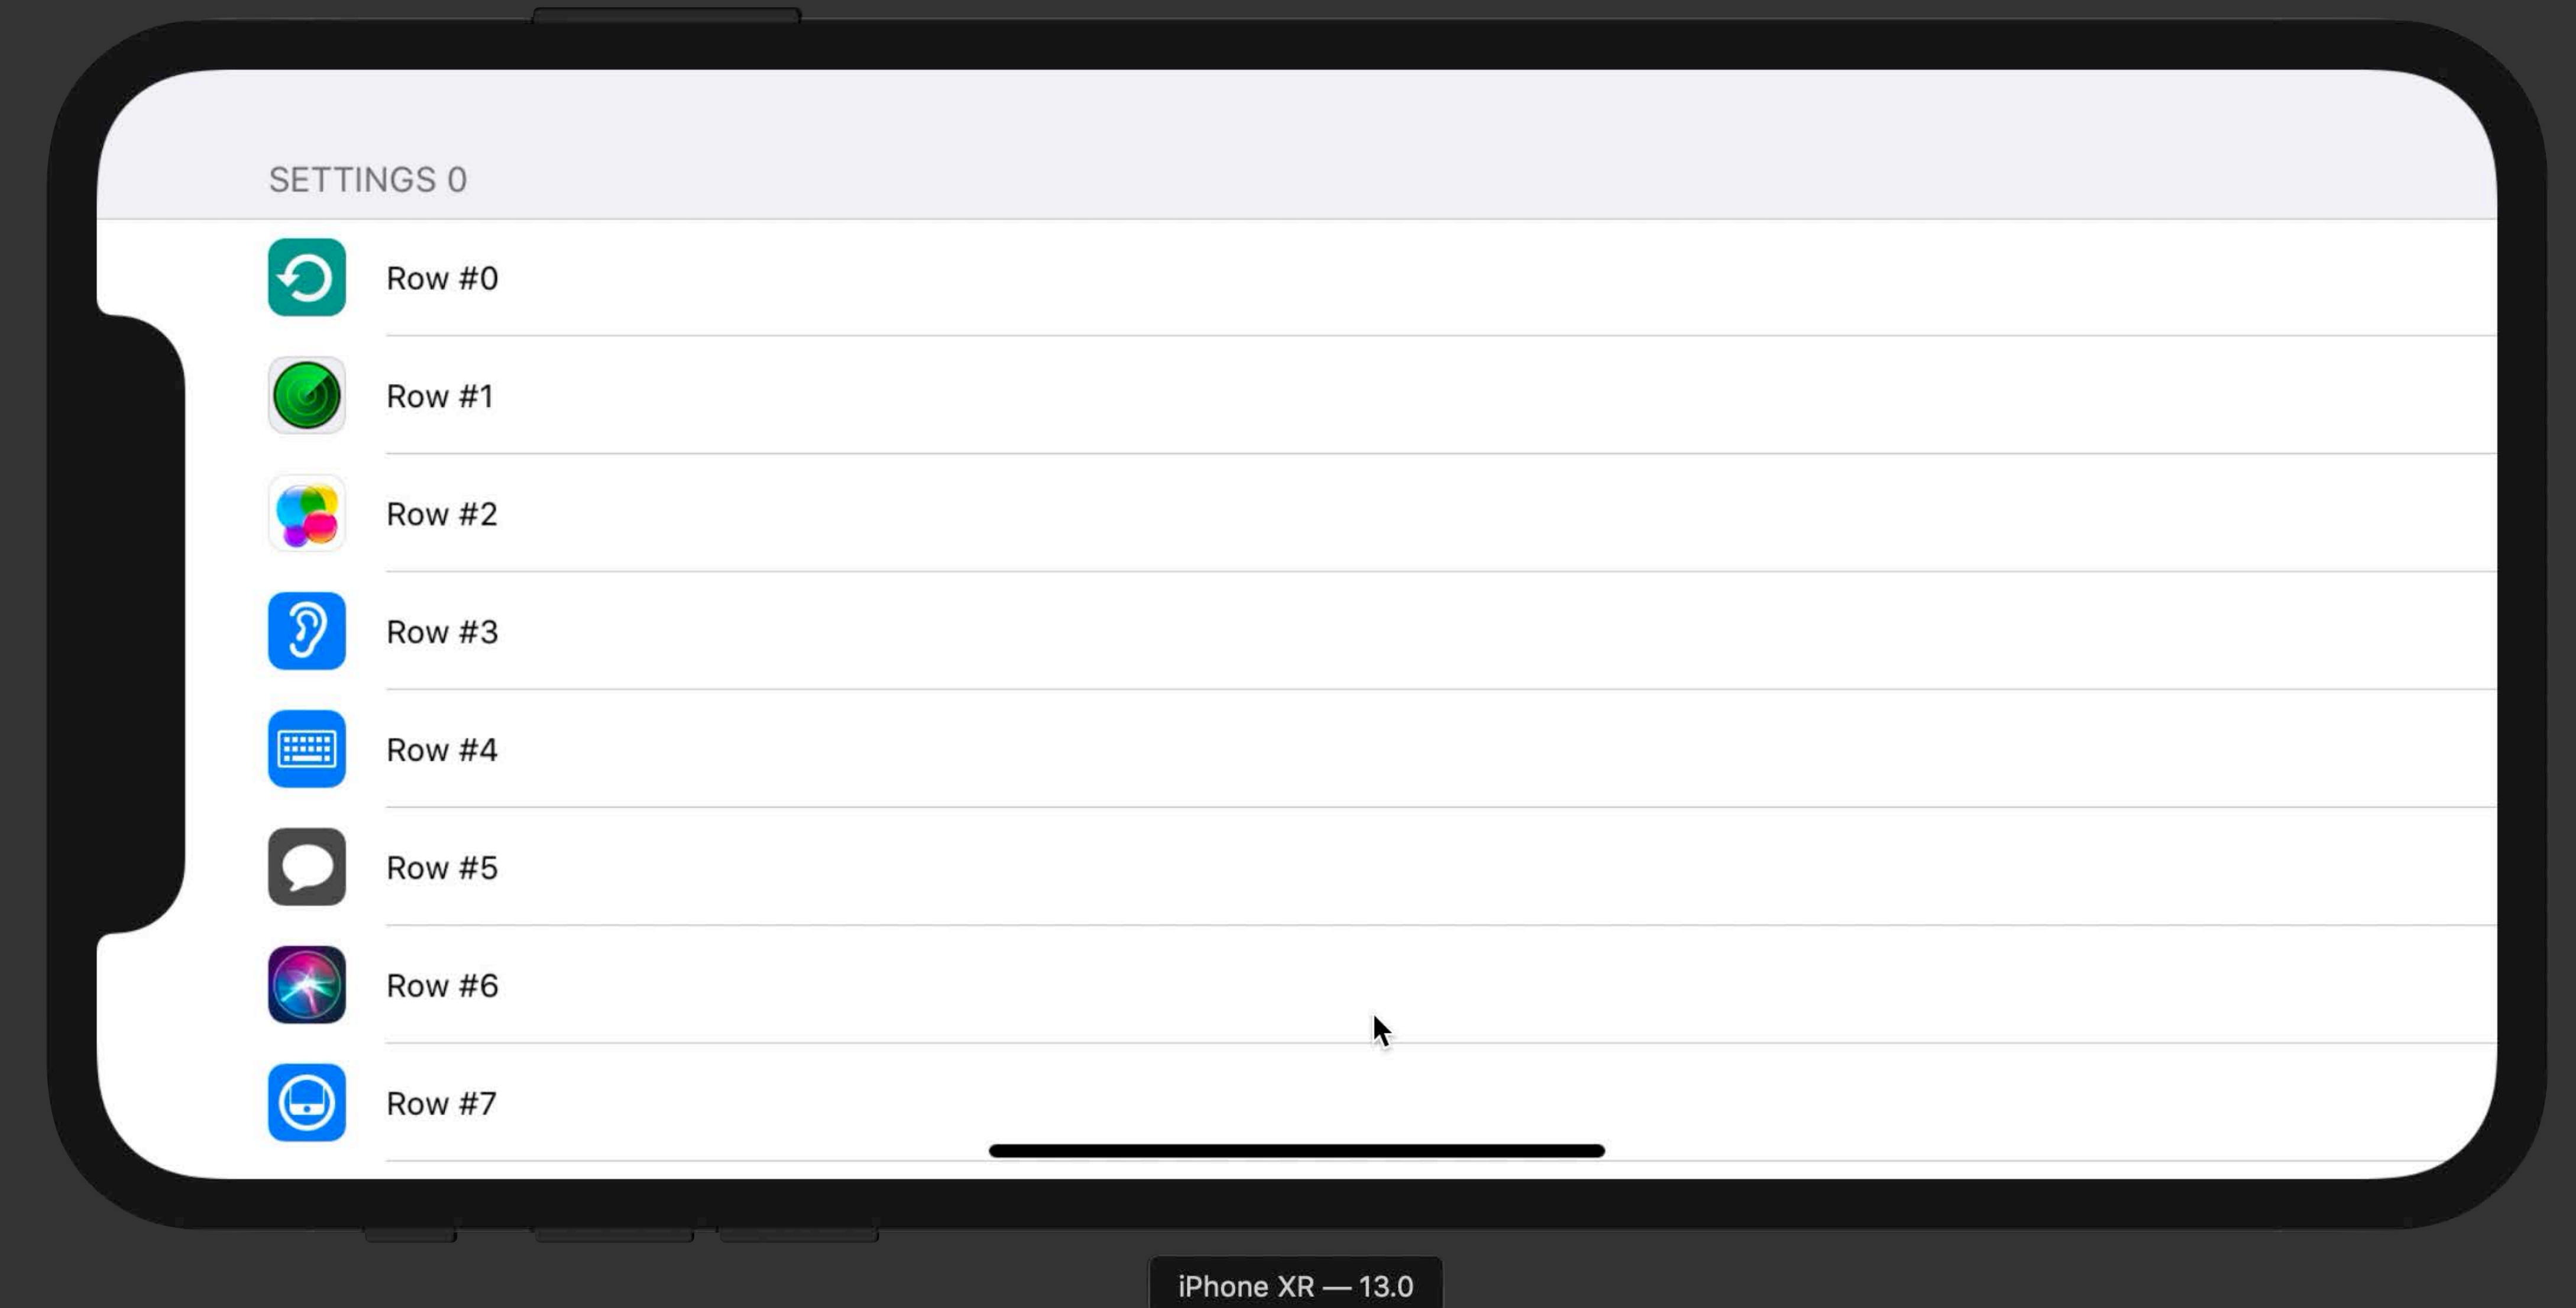 SETTINGS 0
Row #0
Row #1
Row #2
Row #3
Row #4
Row #5
Row #6
Row #7
iPhone XR — 13.0